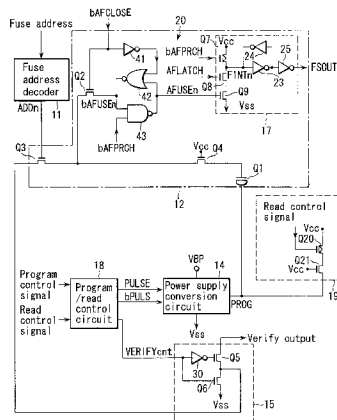 Fuse address
bAFCLOSE
20
41
Q7
Vcc
24
25
bAFPRCH
FSOUT
Fuse
address
decoder
Q2
AFLATCH
FINTn
23
Q8
42
AFUSEn
Q9
bAFUSEn
ADDn
11
43
Vss
17
bAFPRCH
Q3
Vcc
Q4
Q1
12
Read control
signal
Vcc
Q20
VBP
Q21
18
14
Vcc
Program
control
signal
PULSE
Program
/read
control
circuit
bPULS
Power supply
conversion
circuit
PROG
19
Read
control
signal
Vss
VERIFYcnt
Verify output
30
Q5
Q6
15
Vss